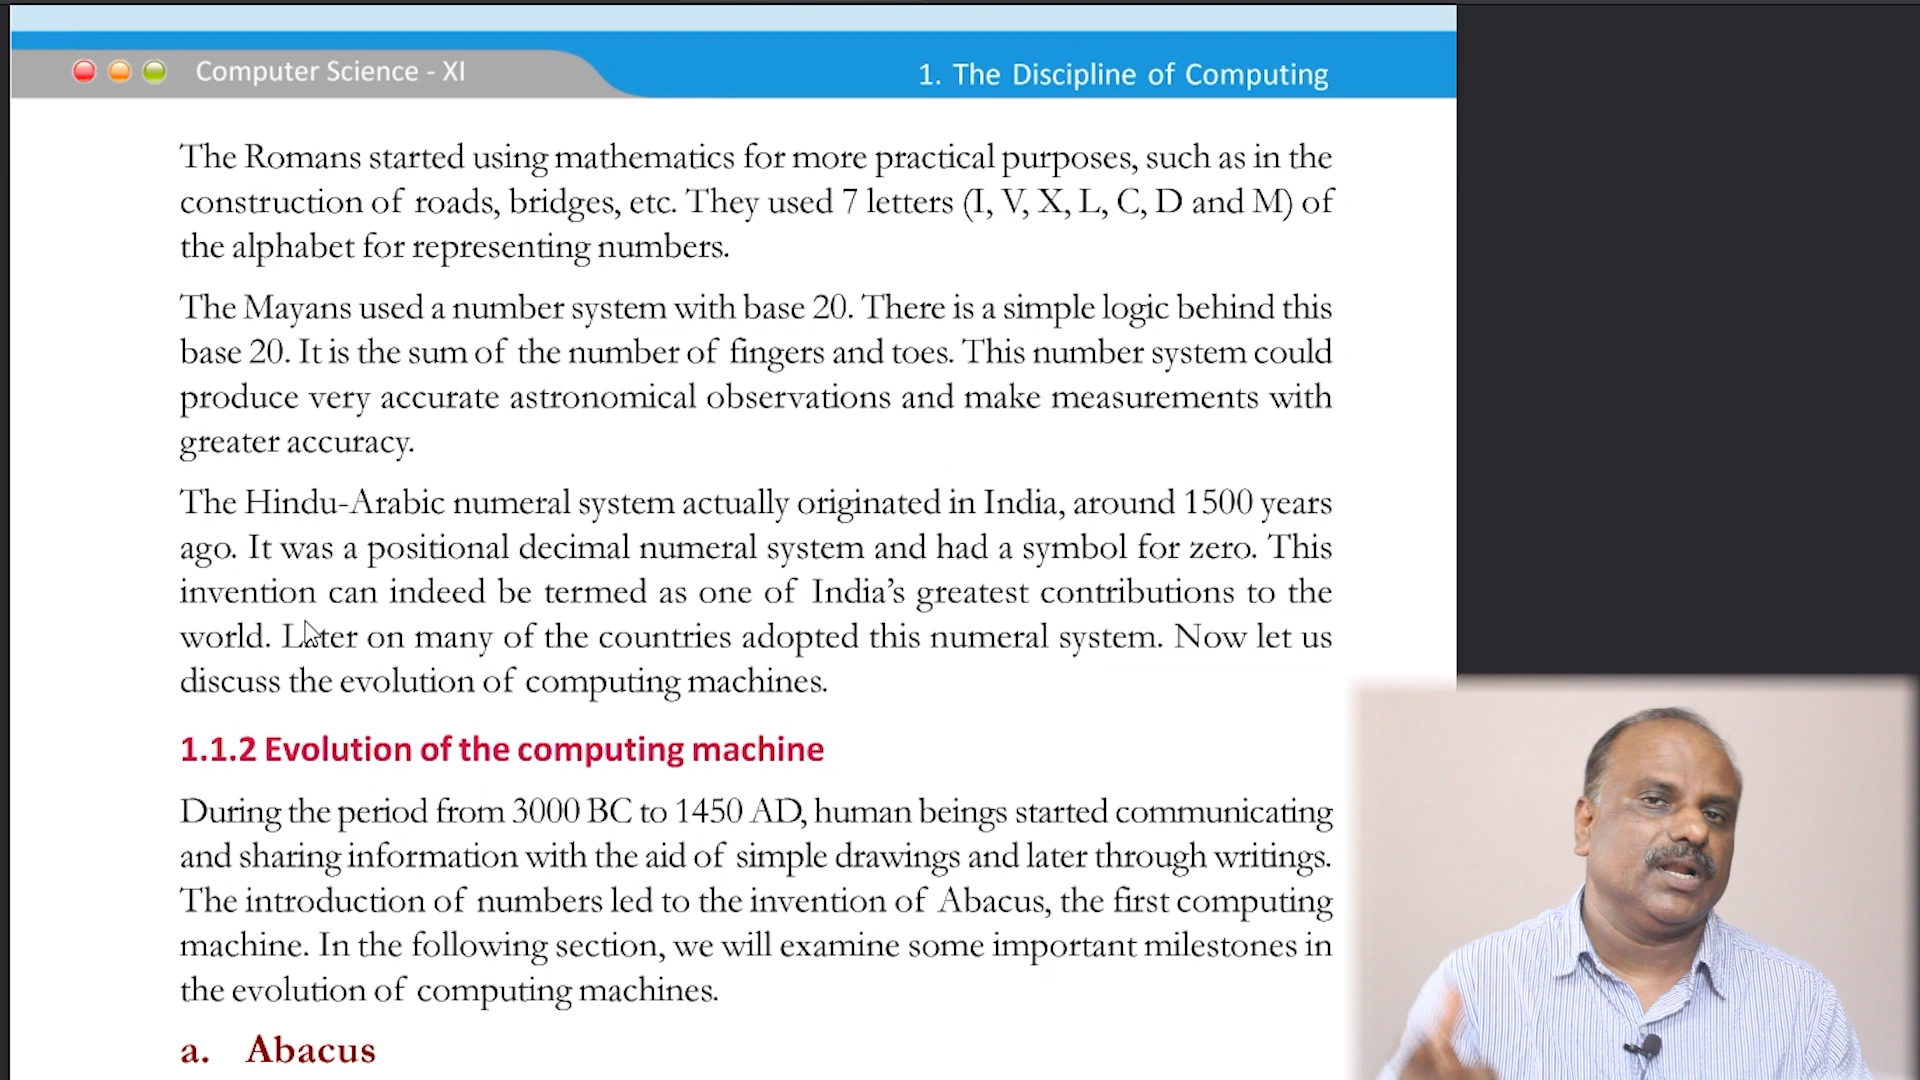 Computer Science - XI
1. The Discipline of Computing
The Romans started using mathematics for more practical purposes, such as in the
construction of roads, bridges, etc. They used 7 letters (I, V, X, L, C, D and M) of
the alphabet for representing numbers.
The Mayans used a number system with base 20. There is a simple logic behind this
base 20. It is the sum of the number of fingers and toes. This number system could
produce very accurate astronomical observations and make measurements with
greater accuracy.
The Hindu-Arabic numeral system actually originated in India, around 1500 years
ago. It was a positional decimal numeral system and had a symbol for zero. This
invention can indeed be termed as one of India’s greatest contributions to the
world. Later on many of the countries adopted this numeral system. Now let us
discuss the evolution of computing machines.
1.1.2 Evolution of the computing machine
During the period from 3000 BC to 1450 AD, human beings started communicating
and sharing information with the aid of simple drawings and later through writings.
The introduction of numbers led to the invention of Abacus, the first computing
machine. In the following section, we will examine some important milestones in
the evolution of computing machines.
a. Abacus